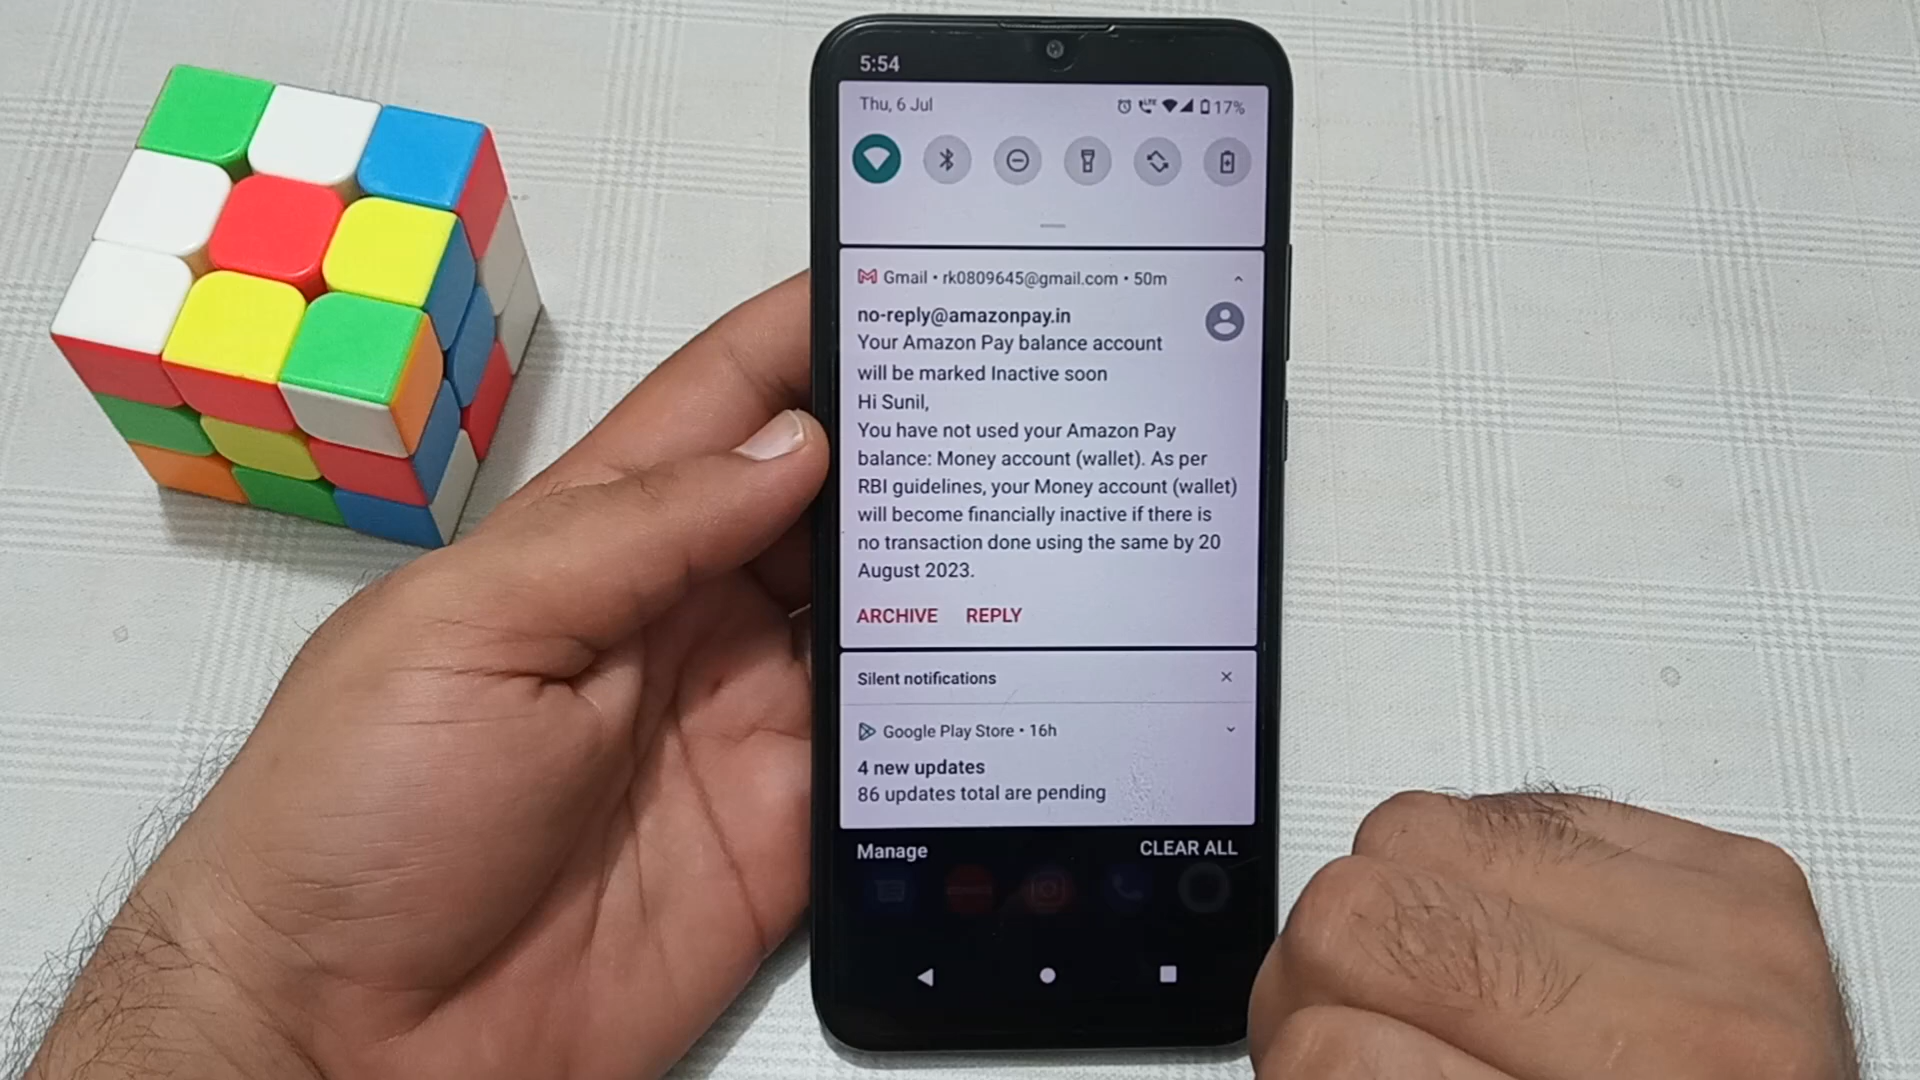 5:54
Thu, 6 Jul
LTE 17%
Gmail • rk0809645@gmail.com • 50m
no-reply@amazonpay.in
Your Amazon Pay balance account
will be marked Inactive soon
Hi Sunil,
You have not used your Amazon Pay
balance: Money account (wallet). As per
RBI guidelines, your Money account (wallet)
will become financially inactive if there is
no transaction done using the same by 20
August 2023.
ARCHIVE REPLY
Silent notifications
Google Play Store • 16h
4 new updates
86 updates total are pending
Manage CLEAR ALL